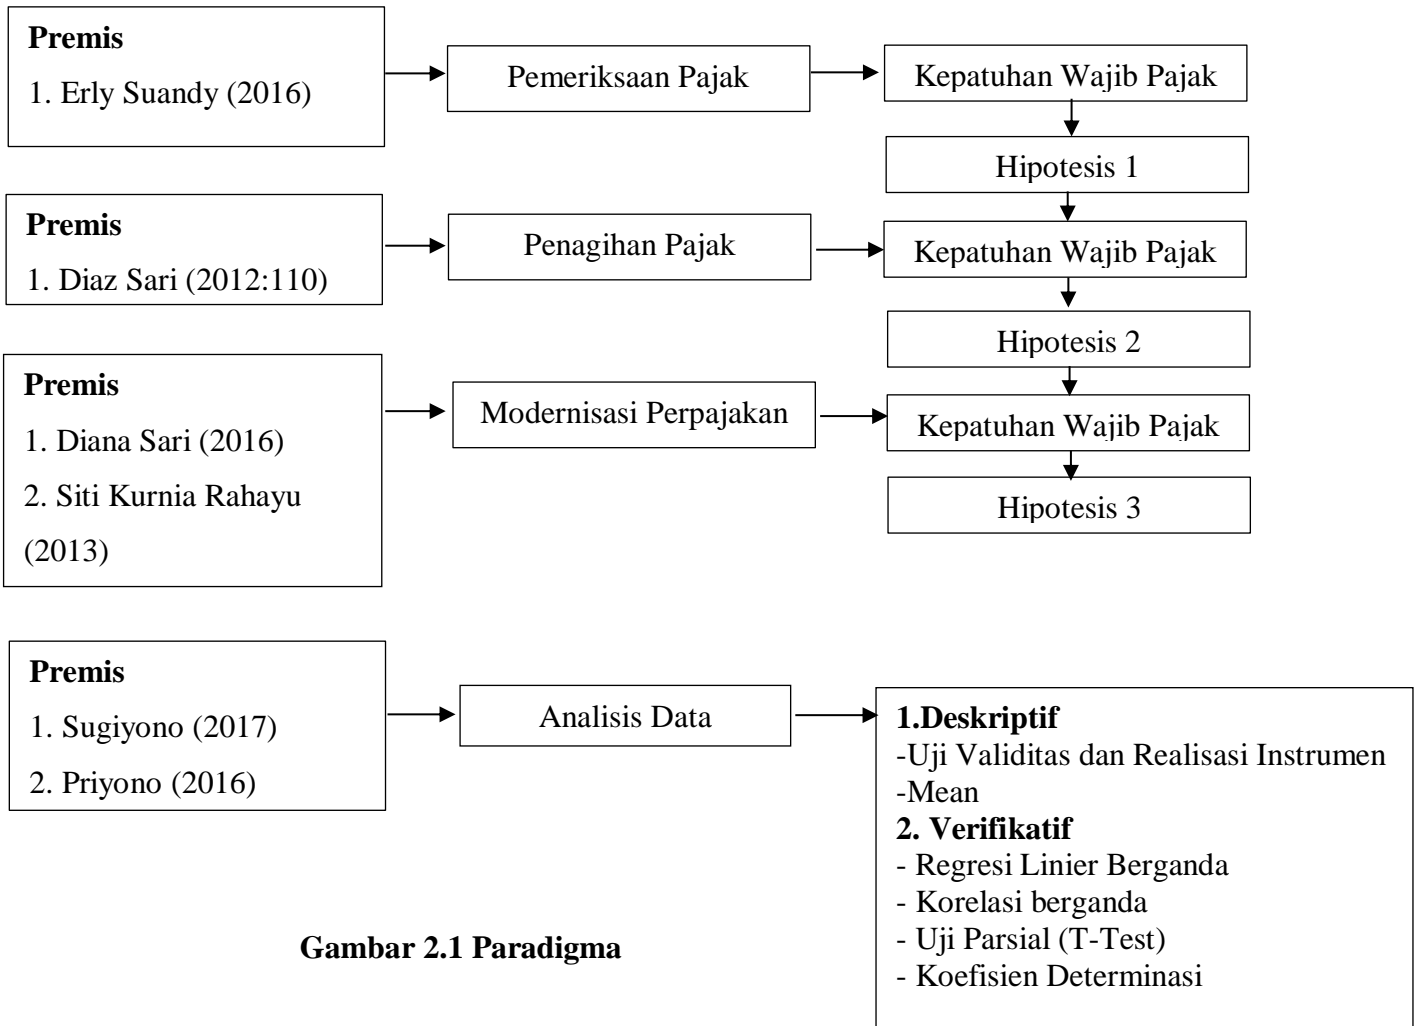 Premis
1. Erly Suandy (2016)
Pemeriksaan Pajak
Kepatuhan Wajib Pajak
Hipotesis 1
Premis
1. Diaz Sari (2012:110)
Penagihan Pajak
Kepatuhan Wajib Pajak
Hipotesis 2
Premis
1. Diana Sari (2016)
2. Siti Kurnia Rahayu
(2013)
Modernisasi Perpajakan
Kepatuhan Wajib Pajak
Hipotesis 3
Premis
1. Sugiyono (2017)
2. Priyono (2016)
Analisis Data
1.Deskriptif
-Uji Validitas dan Realisasi Instrumen
-Mean
2. Verifikatif
- Regresi Linier Berganda
- Korelasi berganda
- Uji Parsial (T-Test)
- Koefisien Determinasi
Gambar 2.1 Paradigma